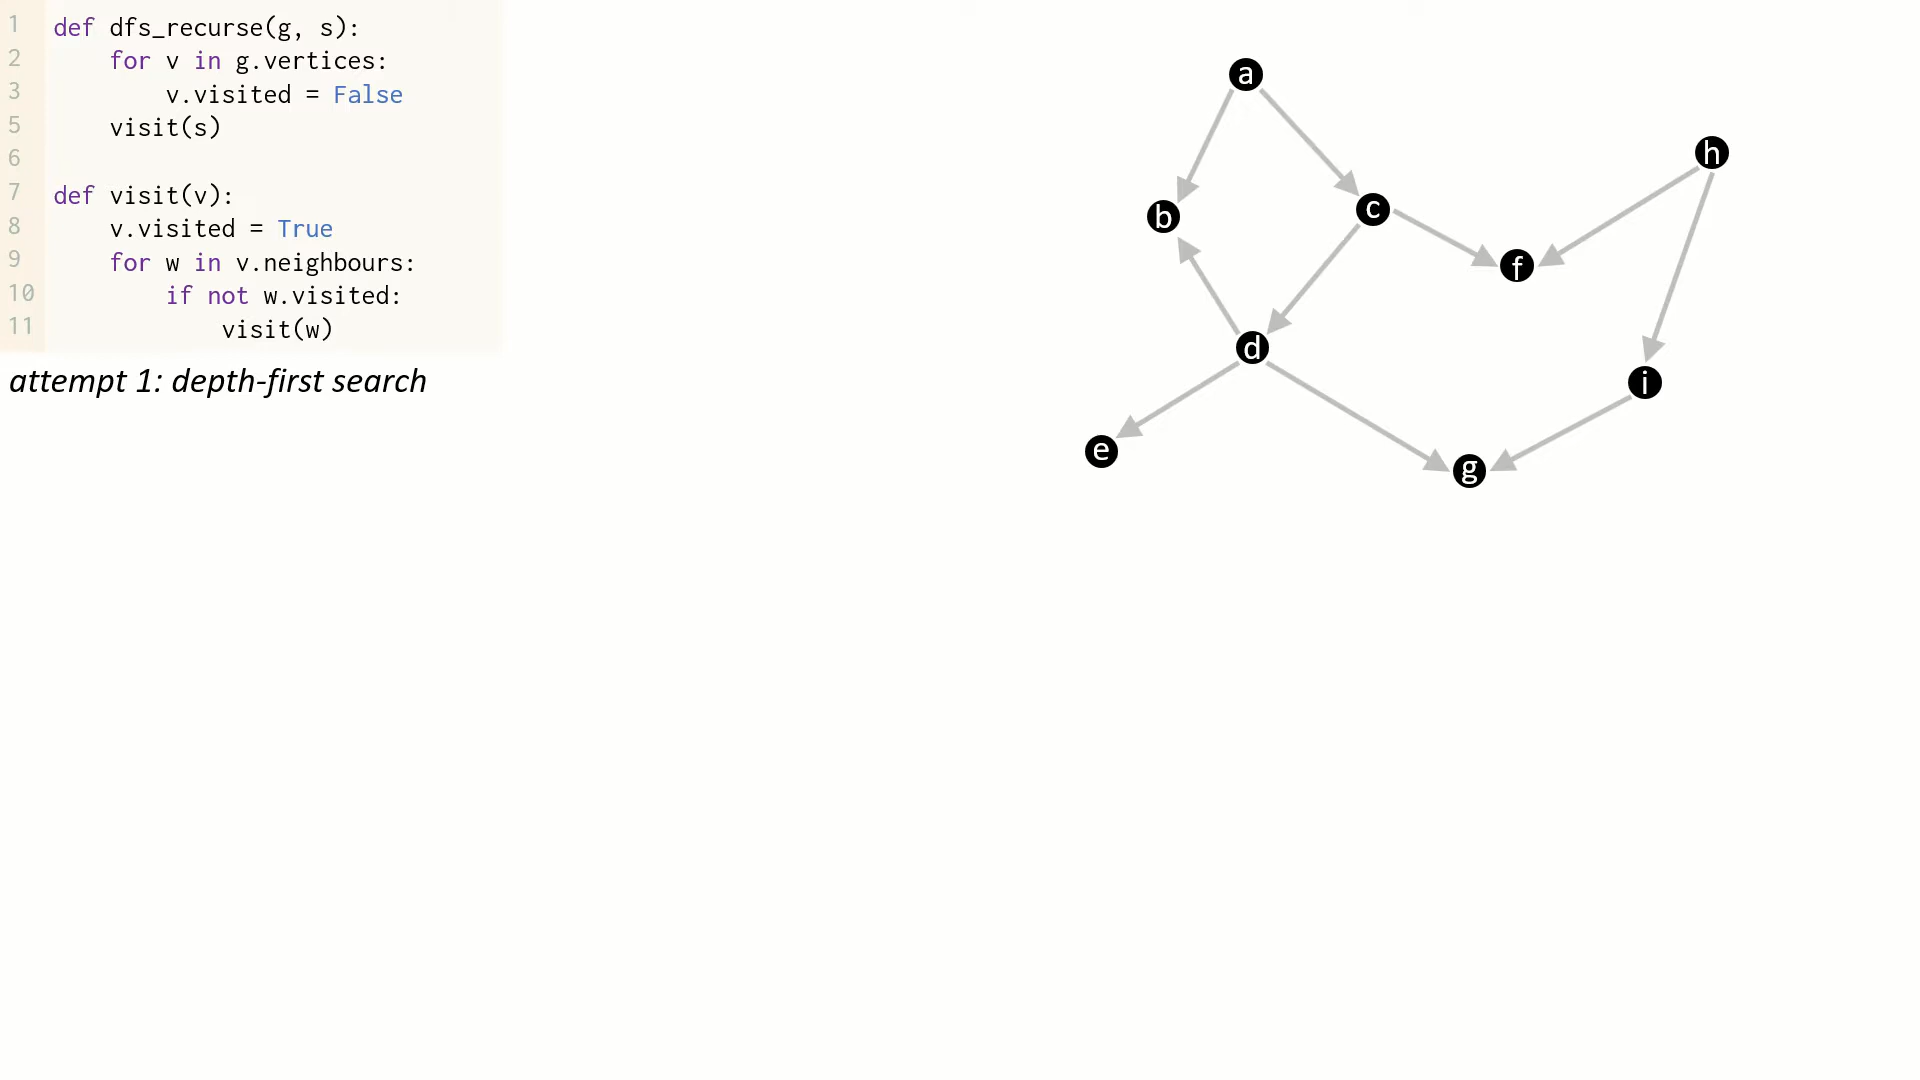 1 def dfs_recurse(g, s):
2     for v in g.vertices:
3         v.visited = False
5     visit(s)
6
7 def visit(v):
8     v.visited = True
9     for w in v.neighbours:
10         if not w.visited:
11             visit(w)
attempt 1: depth-first search
a
h
b
c
f
d
i
e
g